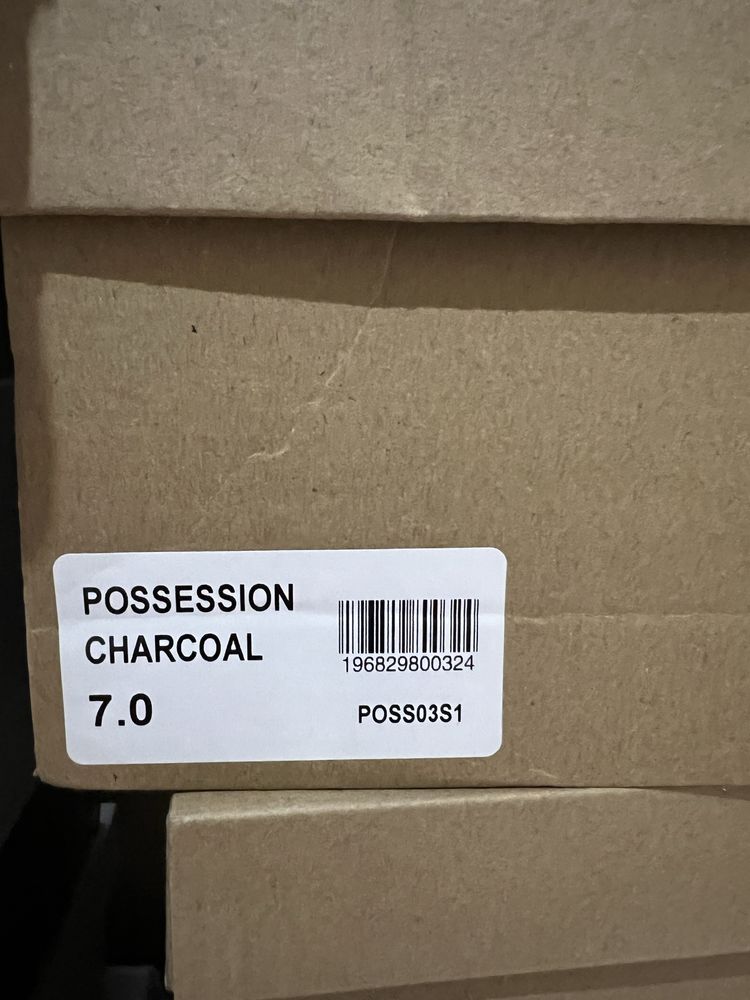 POSSESSION
CHARCOAL
7.0
196829800324
POSS03S1